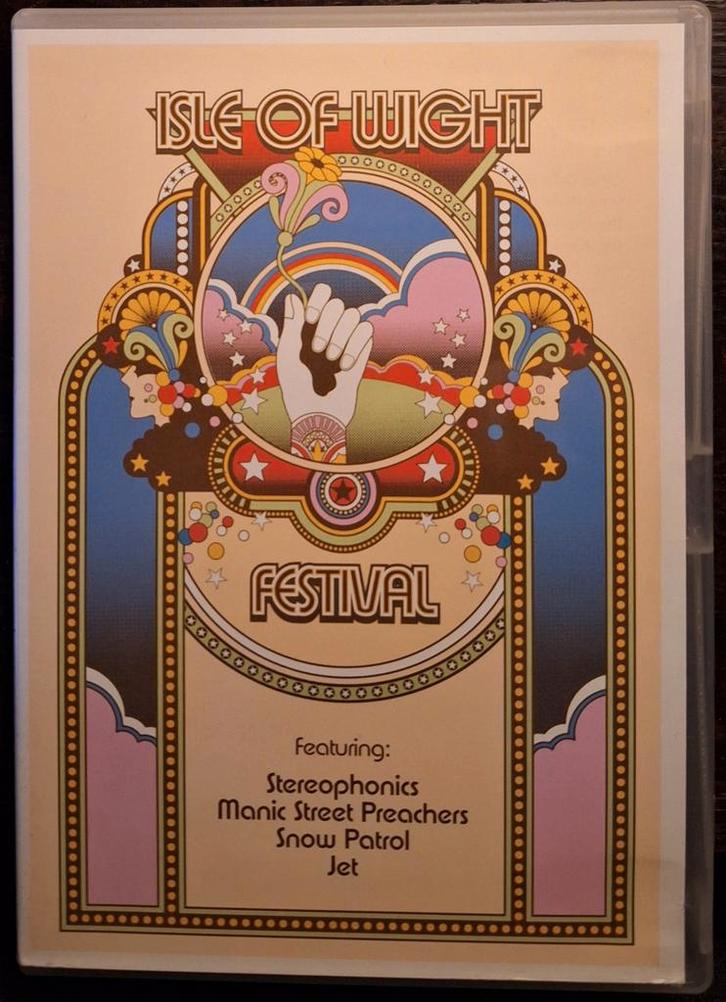 ISLE OF WIGHT
FESTIVAL
Featuring:
Stereophonics
Manic Street Preachers
Snow Patrol
Jet